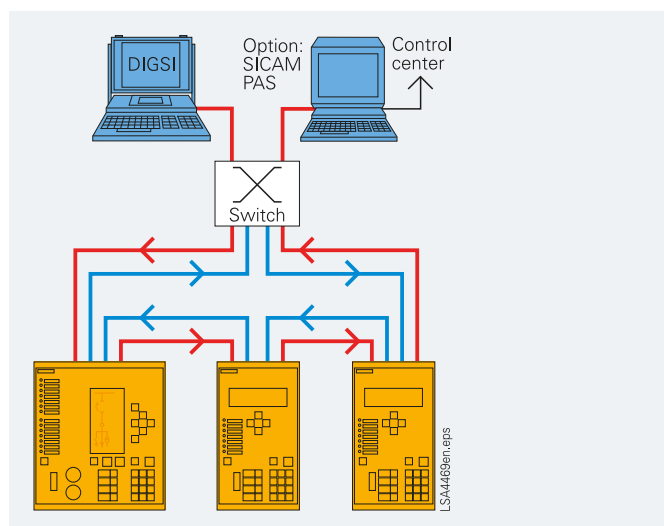 DIGSI
Option:
SICAM
PAS
Control
center
Switch
LSA4469en.eps